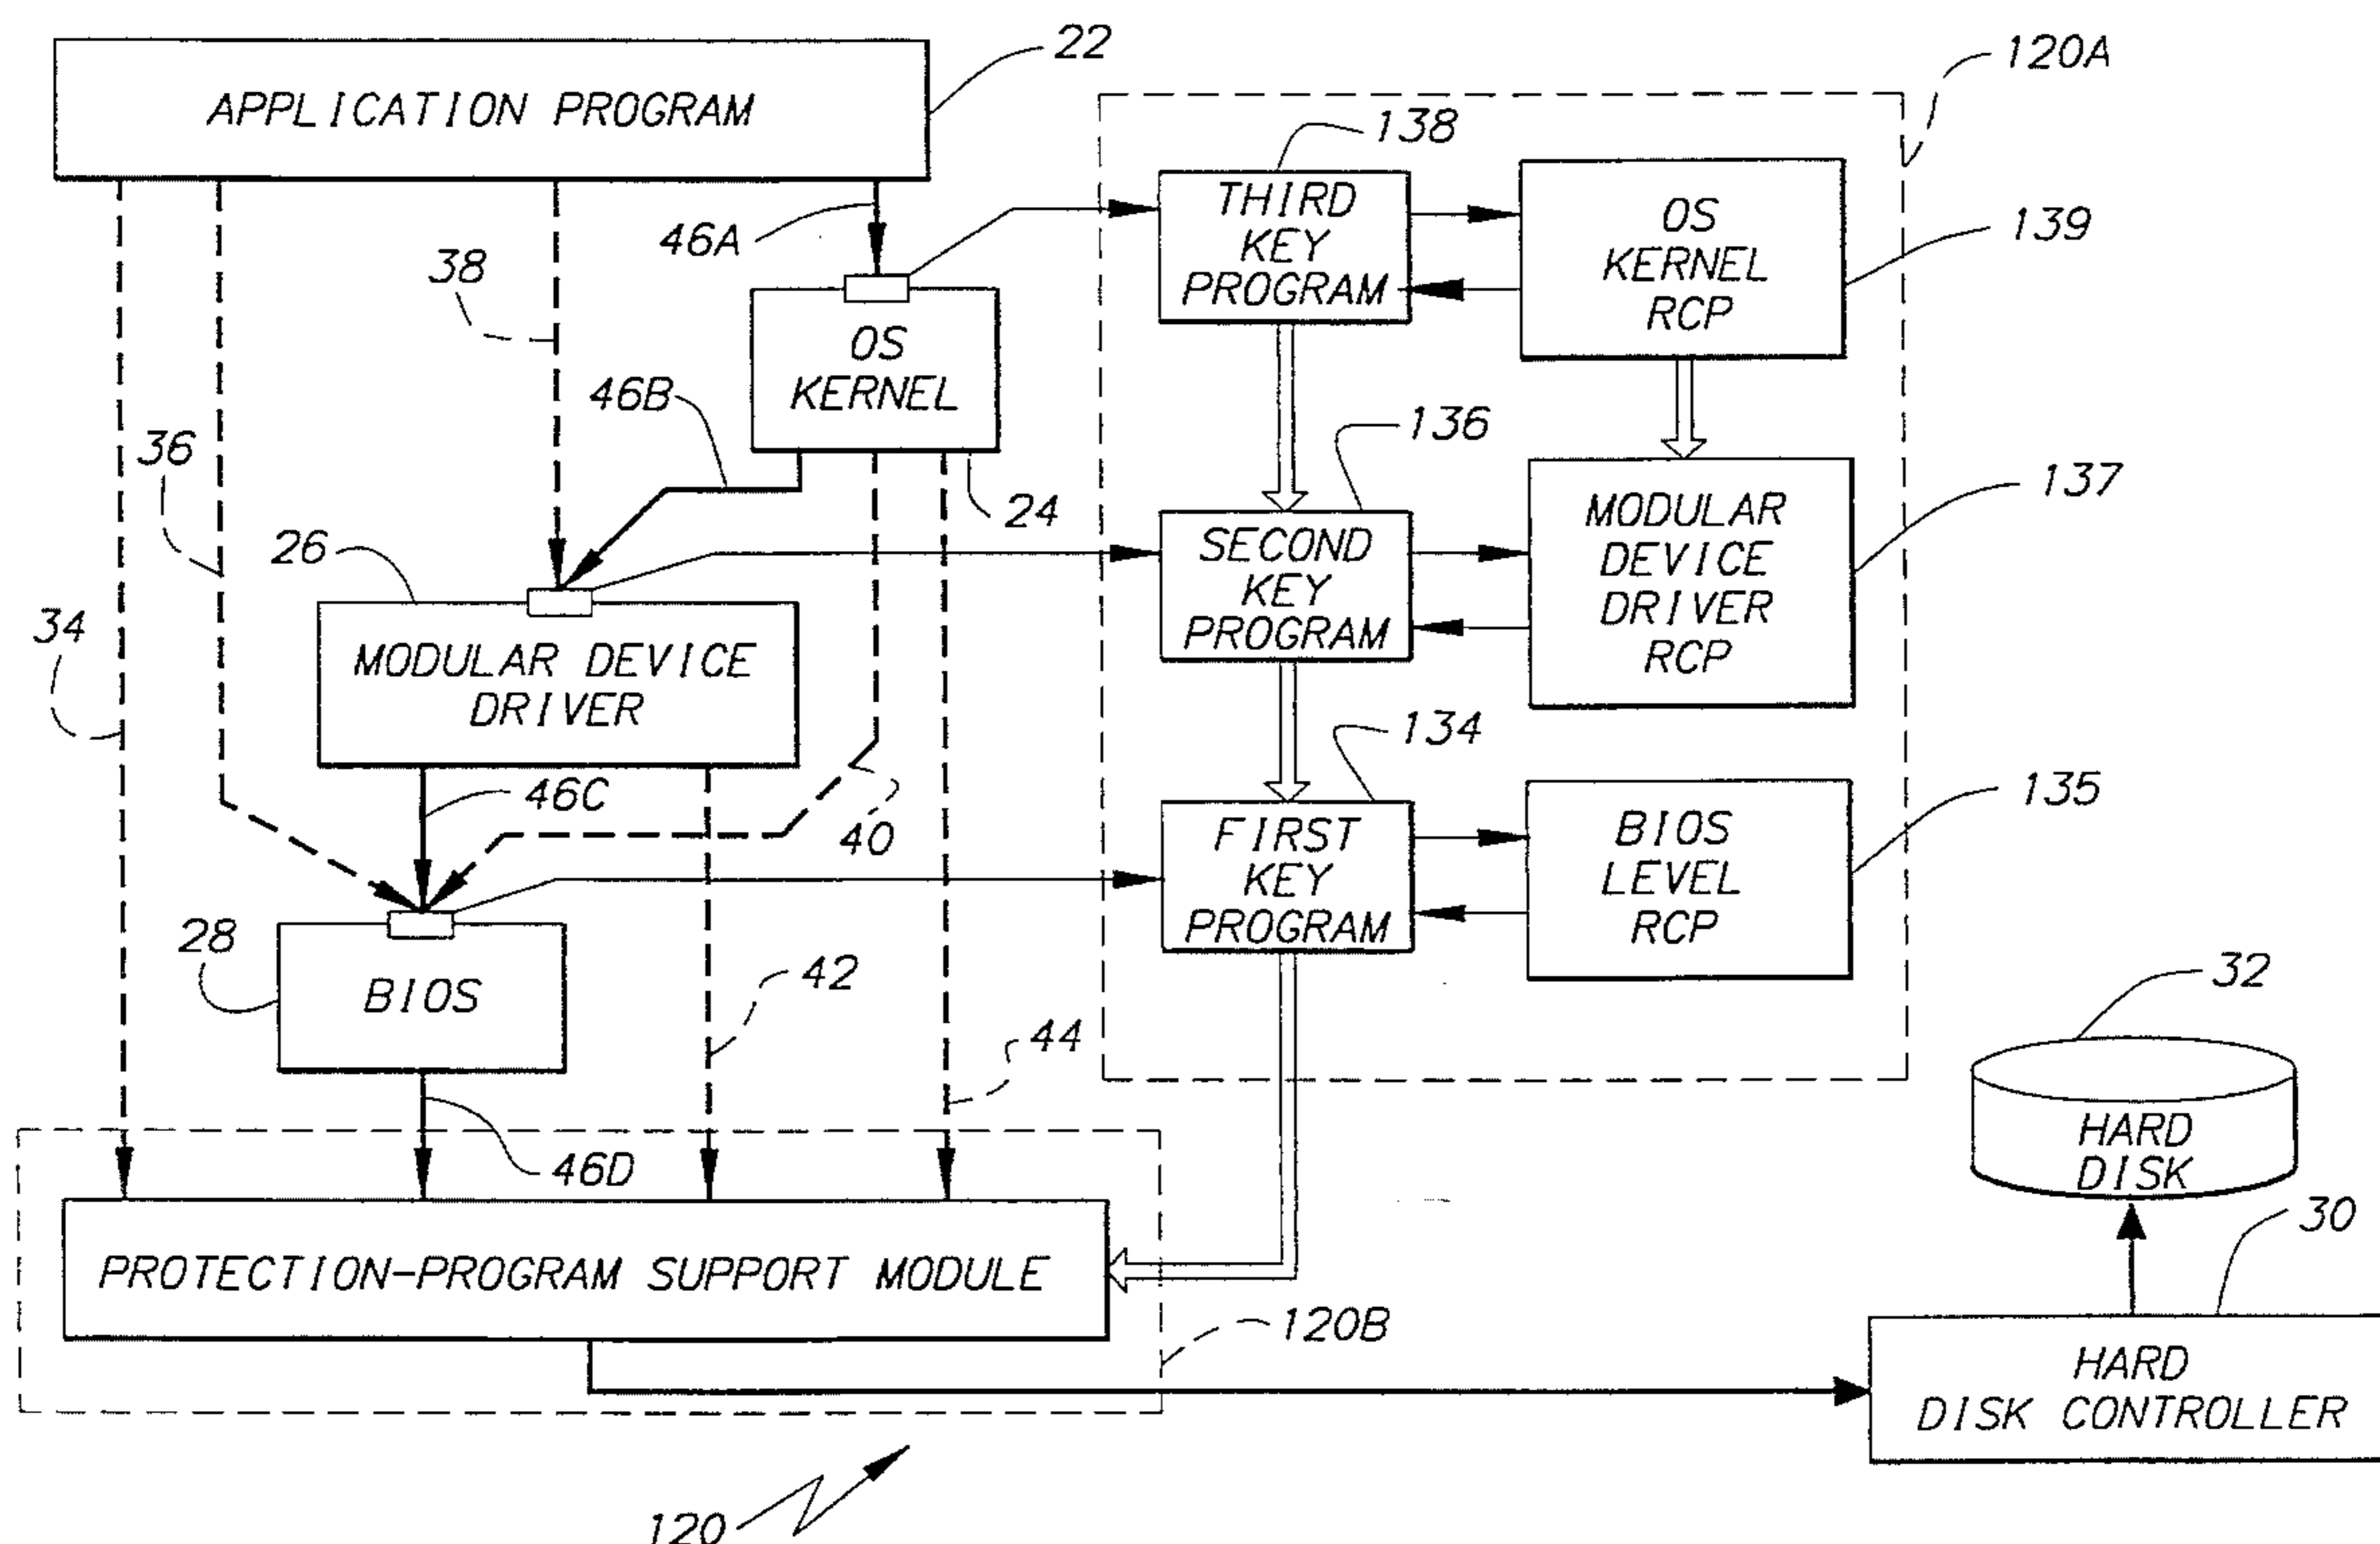 22
APPLICATION PROGRAM
120A
138
THIRD
KEY
PROGRAM
OS
KERNEL
RCP
139
46A
38
OS
KERNEL
46B
36
136
24
26
SECOND
KEY
PROGRAM
MODULAR
DEVICE
DRIVER
RCP
137
34
MODULAR DEVICE
DRIVER
134
46C
40
FIRST
KEY
PROGRAM
BIOS
LEVEL
RCP
135
28
BIOS
42
44
32
HARD
DISK
46D
30
PROTECTION-PROGRAM SUPPORT MODULE
120B
HARD
DISK CONTROLLER
120